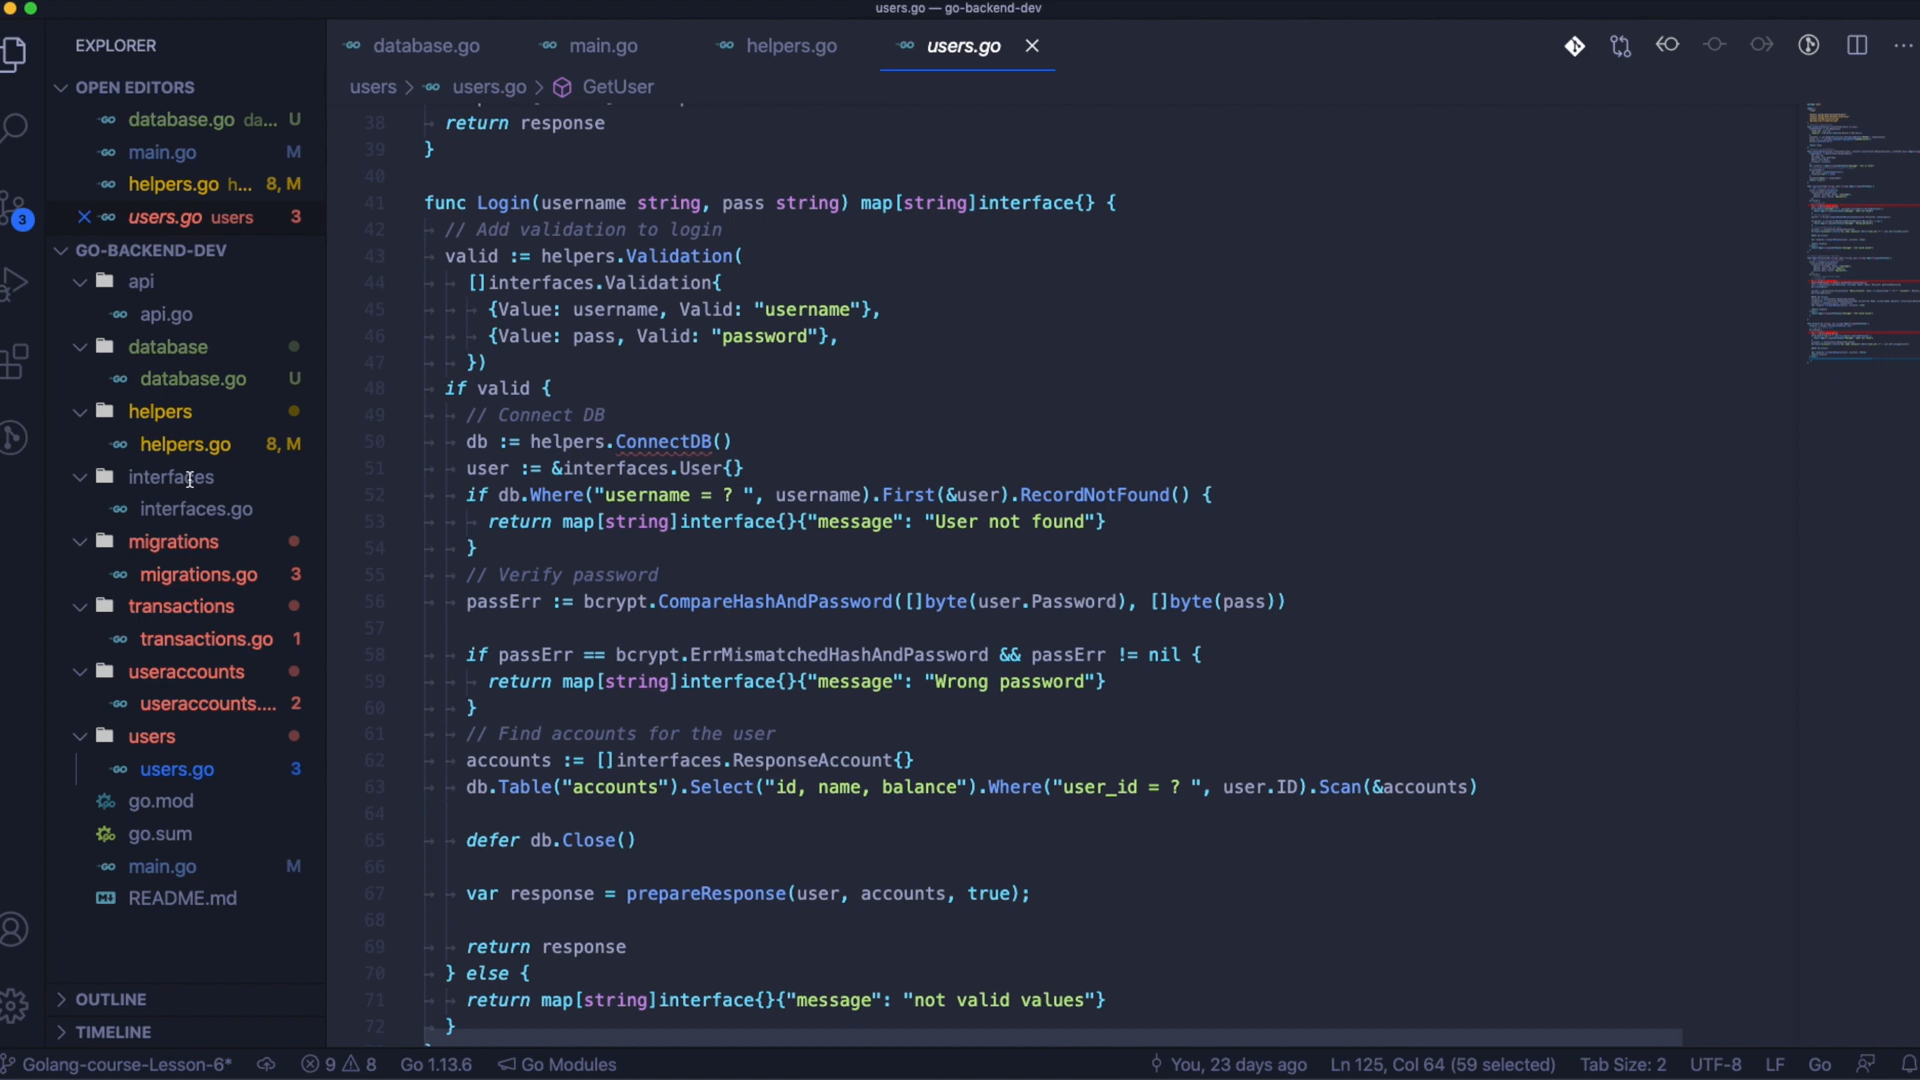 users.go — go-backend-dev
EXPLORER
OPEN EDITORS
database.go da... U
main.go M
helpers.go h... 8, M
users.go users 3
GO-BACKEND-DEV
api
api.go
database
database.go U
helpers
helpers.go 8, M
interfaces
interfaces.go
migrations
migrations.go 3
transactions
transactions.go 1
useraccounts
useraccounts.... 2
users
users.go 3
go.mod
go.sum
main.go M
README.md
OUTLINE
TIMELINE
3
database.go main.go helpers.go users.go
users > users.go > GetUser
38 return response
39 }
40
41 func Login(username string, pass string) map[string]interface{} {
42 // Add validation to login
43 valid := helpers.Validation(
44 []interfaces.Validation{
45 {Value: username, Valid: "username"},
46 {Value: pass, Valid: "password"},
47 })
48 if valid {
49 // Connect DB
50 db := helpers.ConnectDB()
51 user := &interfaces.User{}
52 if db.Where("username = ? ", username).First(&user).RecordNotFound() {
53 return map[string]interface{}{"message": "User not found"}
54 }
55 // Verify password
56 passErr := bcrypt.CompareHashAndPassword([]byte(user.Password), []byte(pass))
57
58 if passErr == bcrypt.ErrMismatchedHashAndPassword && passErr != nil {
59 return map[string]interface{}{"message": "Wrong password"}
60 }
61 // Find accounts for the user
62 accounts := []interfaces.ResponseAccount{}
63 db.Table("accounts").Select("id, name, balance").Where("user_id = ? ", user.ID).Scan(&accounts)
64
65 defer db.Close()
66
67 var response = prepareResponse(user, accounts, true);
68
69 return response
70 } else {
71 return map[string]interface{}{"message": "not valid values"}
72 }
Golang-course-Lesson-6* 9 8 Go 1.13.6 Go Modules You, 23 days ago Ln 125, Col 64 (59 selected) Tab Size: 2 UTF-8 LF Go